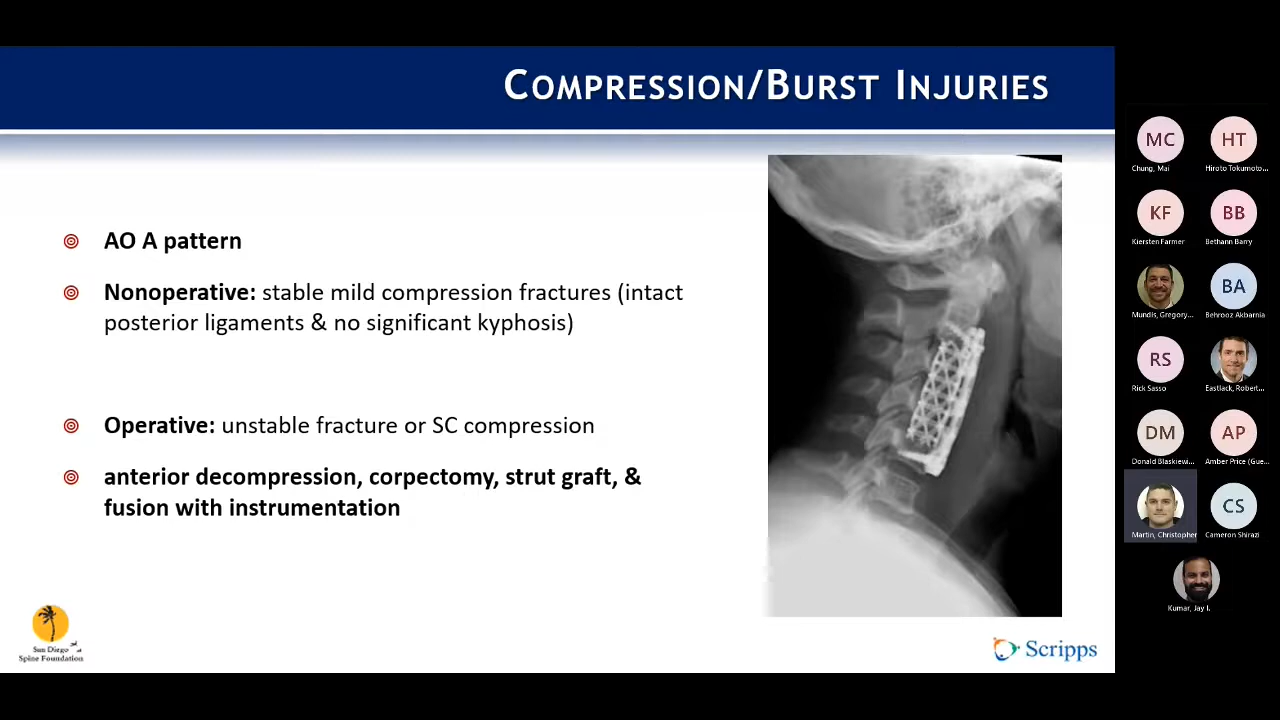 COMPRESSION/BURST INJURIES
AO A pattern
Nonoperative: stable mild compression fractures (intact
posterior ligaments & no significant kyphosis)
Operative: unstable fracture or SC compression
anterior decompression, corpectomy, strut graft, &
fusion with instrumentation
San Diego
Spine Foundation
Scripps
MC
Chung, Mai
HT
Hiroto Tokumoto...
KF
Kiersten Farmer
BB
Bethann Barry
Mundis, Gregory...
BA
Behrooz Akbarnia
RS
Rick Sasso
Eastlack, Robert...
DM
Donald Blaskiewi...
AP
Amber Price (Gue...
Martin, Christopher
CS
Cameron Shirazi
Kumar, Jay I.